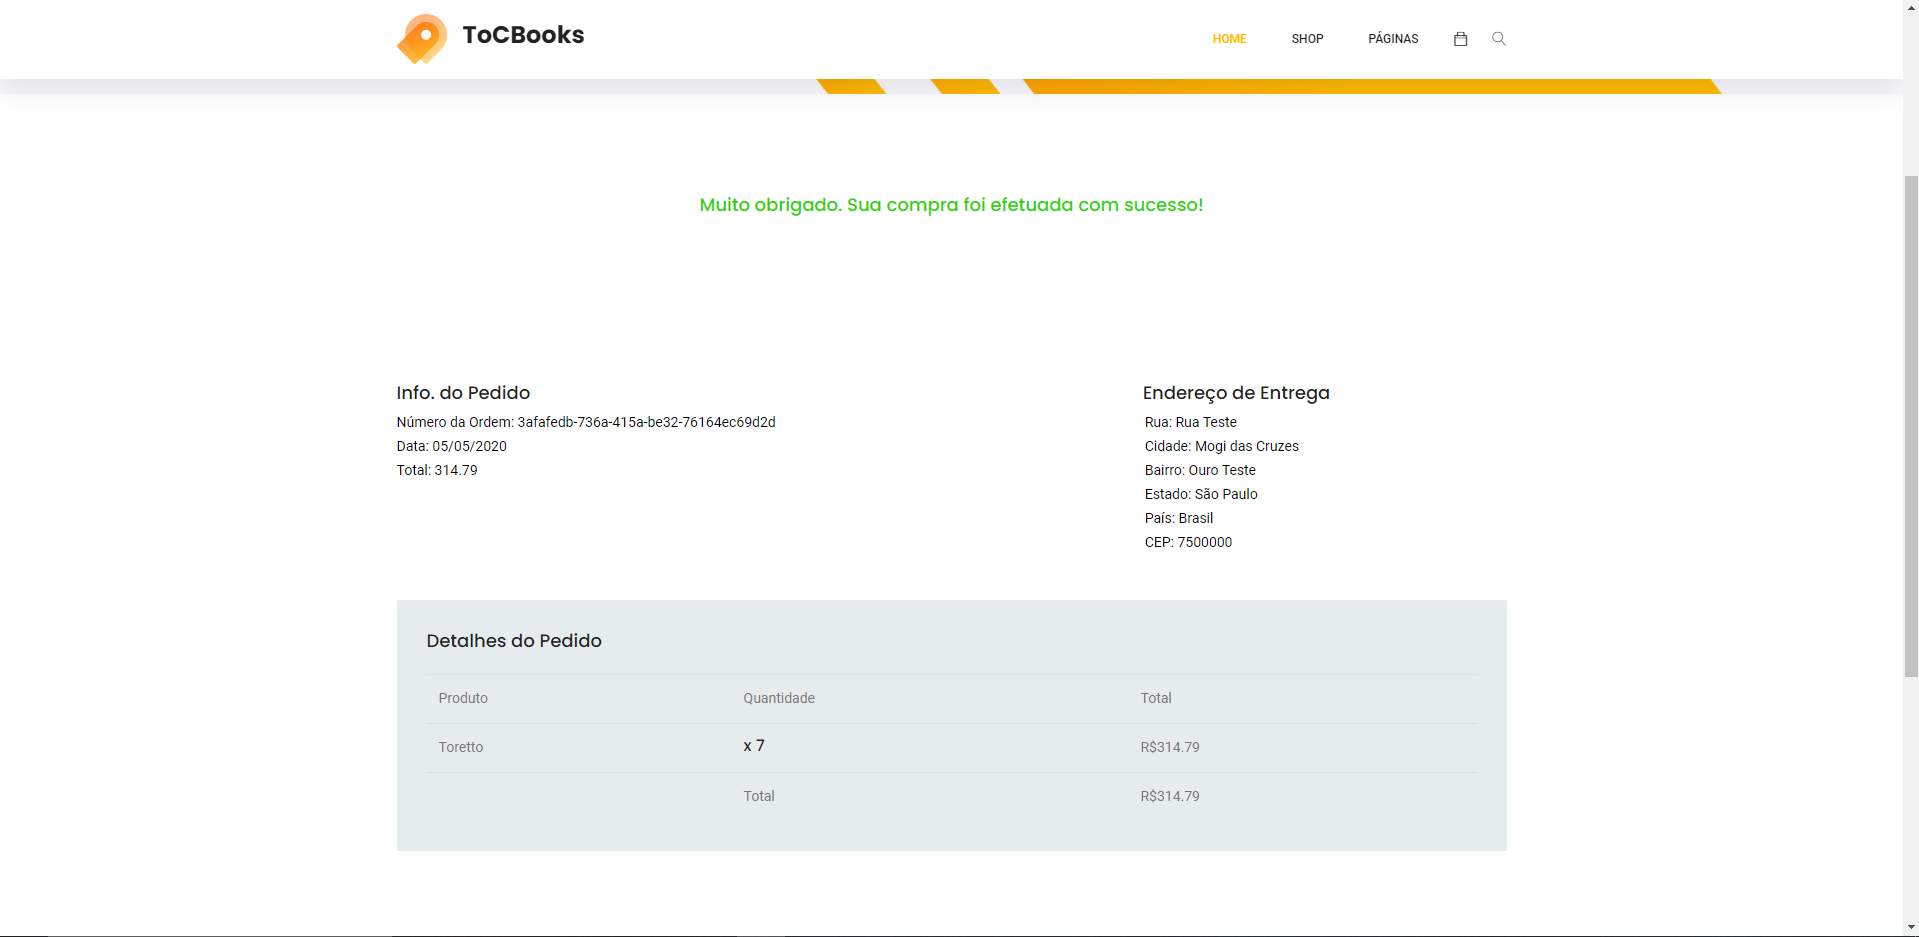 ToCBooks
HOME SHOP PÁGINAS
Muito obrigado. Sua compra foi efetuada com sucesso!
Info. do Pedido
Número da Ordem: 3afafedb-736a-415a-be32-76164ec69d2d
Data: 05/05/2020
Total: 314.79
Endereço de Entrega
Rua: Rua Teste
Cidade: Mogi das Cruzes
Bairro: Ouro Teste
Estado: São Paulo
País: Brasil
CEP: 7500000
Detalhes do Pedido
Produto Quantidade Total
Toretto x 7 R$314.79
Total R$314.79